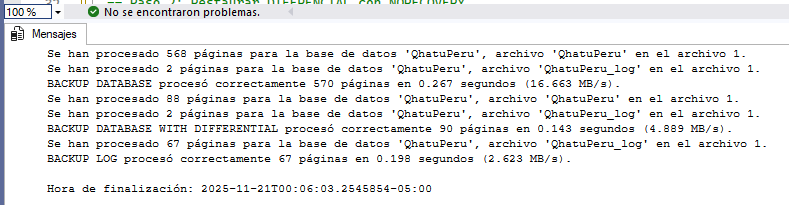 -- Paso 2: Restaurar DIFERENCIAL con NORECOVERY
100 %
No se encontraron problemas.
Mensajes
Se han procesado 568 páginas para la base de datos 'QhatuPeru', archivo 'QhatuPeru' en el archivo 1.
Se han procesado 2 páginas para la base de datos 'QhatuPeru', archivo 'QhatuPeru_log' en el archivo 1.
BACKUP DATABASE procesó correctamente 570 páginas en 0.267 segundos (16.663 MB/s).
Se han procesado 88 páginas para la base de datos 'QhatuPeru', archivo 'QhatuPeru' en el archivo 1.
Se han procesado 2 páginas para la base de datos 'QhatuPeru', archivo 'QhatuPeru_log' en el archivo 1.
BACKUP DATABASE WITH DIFFERENTIAL procesó correctamente 90 páginas en 0.143 segundos (4.889 MB/s).
Se han procesado 67 páginas para la base de datos 'QhatuPeru', archivo 'QhatuPeru_log' en el archivo 1.
BACKUP LOG procesó correctamente 67 páginas en 0.198 segundos (2.623 MB/s).
Hora de finalización: 2025-11-21T00:06:03.2545854-05:00